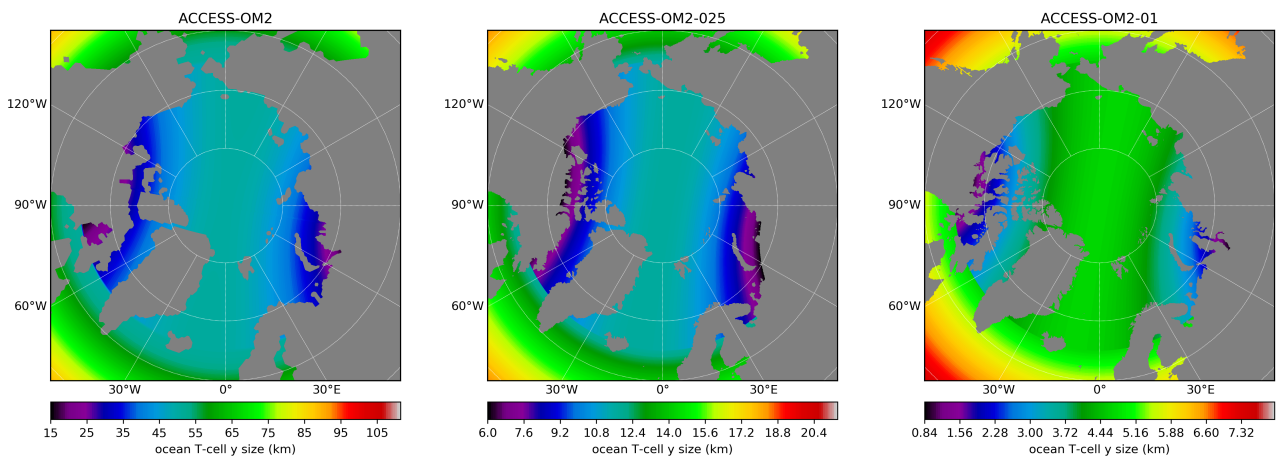 ACCESS-OM2 ACCESS-OM2-025 ACCESS-OM2-01
120°W 120°W 120°W
90°W 90°W 90°W
60°W 60°W 60°W
30°W 0° 30°E 30°W 0° 30°E 30°W 0° 30°E
15 25 35 45 55 65 75 85 95 105 6.0 7.6 9.2 10.8 12.4 14.0 15.6 17.2 18.8 20.4 0.84 1.56 2.28 3.00 3.72 4.44 5.16 5.88 6.60 7.32
ocean T-cell y size (km) ocean T-cell y size (km) ocean T-cell y size (km)